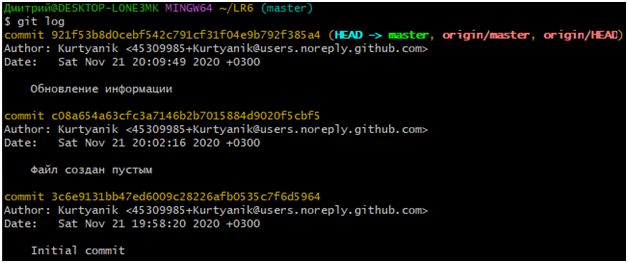 Дмитрий@DESKTOP-LONE3MK MINGW64 ~/LR6 (master)
$ git log
commit 921f53b8d0cebf542c791cf31f04e9b792f385a4 (HEAD -> master, origin/master, origin/HEAD)
Author: Kurtyanik <45309985+Kurtyanik@users.noreply.github.com>
Date:   Sat Nov 21 20:09:49 2020 +0300
Обновление информации
commit c08a654a63cfc3a7146b2b7015884d9020f5cbf5
Author: Kurtyanik <45309985+Kurtyanik@users.noreply.github.com>
Date:   Sat Nov 21 20:02:16 2020 +0300
Файл создан пустым
commit 3c6e9131bb47ed6009c28226afb0535c7f6d5964
Author: Kurtyanik <45309985+Kurtyanik@users.noreply.github.com>
Date:   Sat Nov 21 19:58:20 2020 +0300
Initial commit